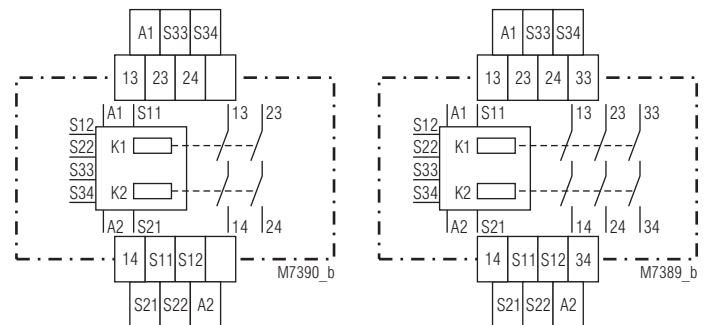 A1 S33 S34
13 23 24
A1 S11 13 23
S12
S22
S33
S34
K1
K2
A2 S21 14 24
14 S11 S12
M7390_b
S21 S22 A2
A1 S33 S34
13 23 24 33
A1 S11 13 23 33
S12
S22
S33
S34
K1
K2
A2 S21 14 24 34
14 S11 S12 34
M7389_b
S21 S22 A2